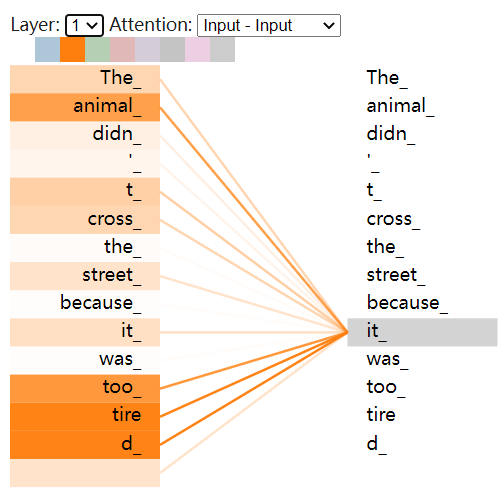 Layer: 1 Attention: Input - Input
The_ The_
animal_ animal_
didn_ didn_
'_ '_
t_ t_
cross_ cross_
the_ the_
street_ street_
because_ because_
it_ it_
was_ was_
too_ too_
tire tire
d_ d_